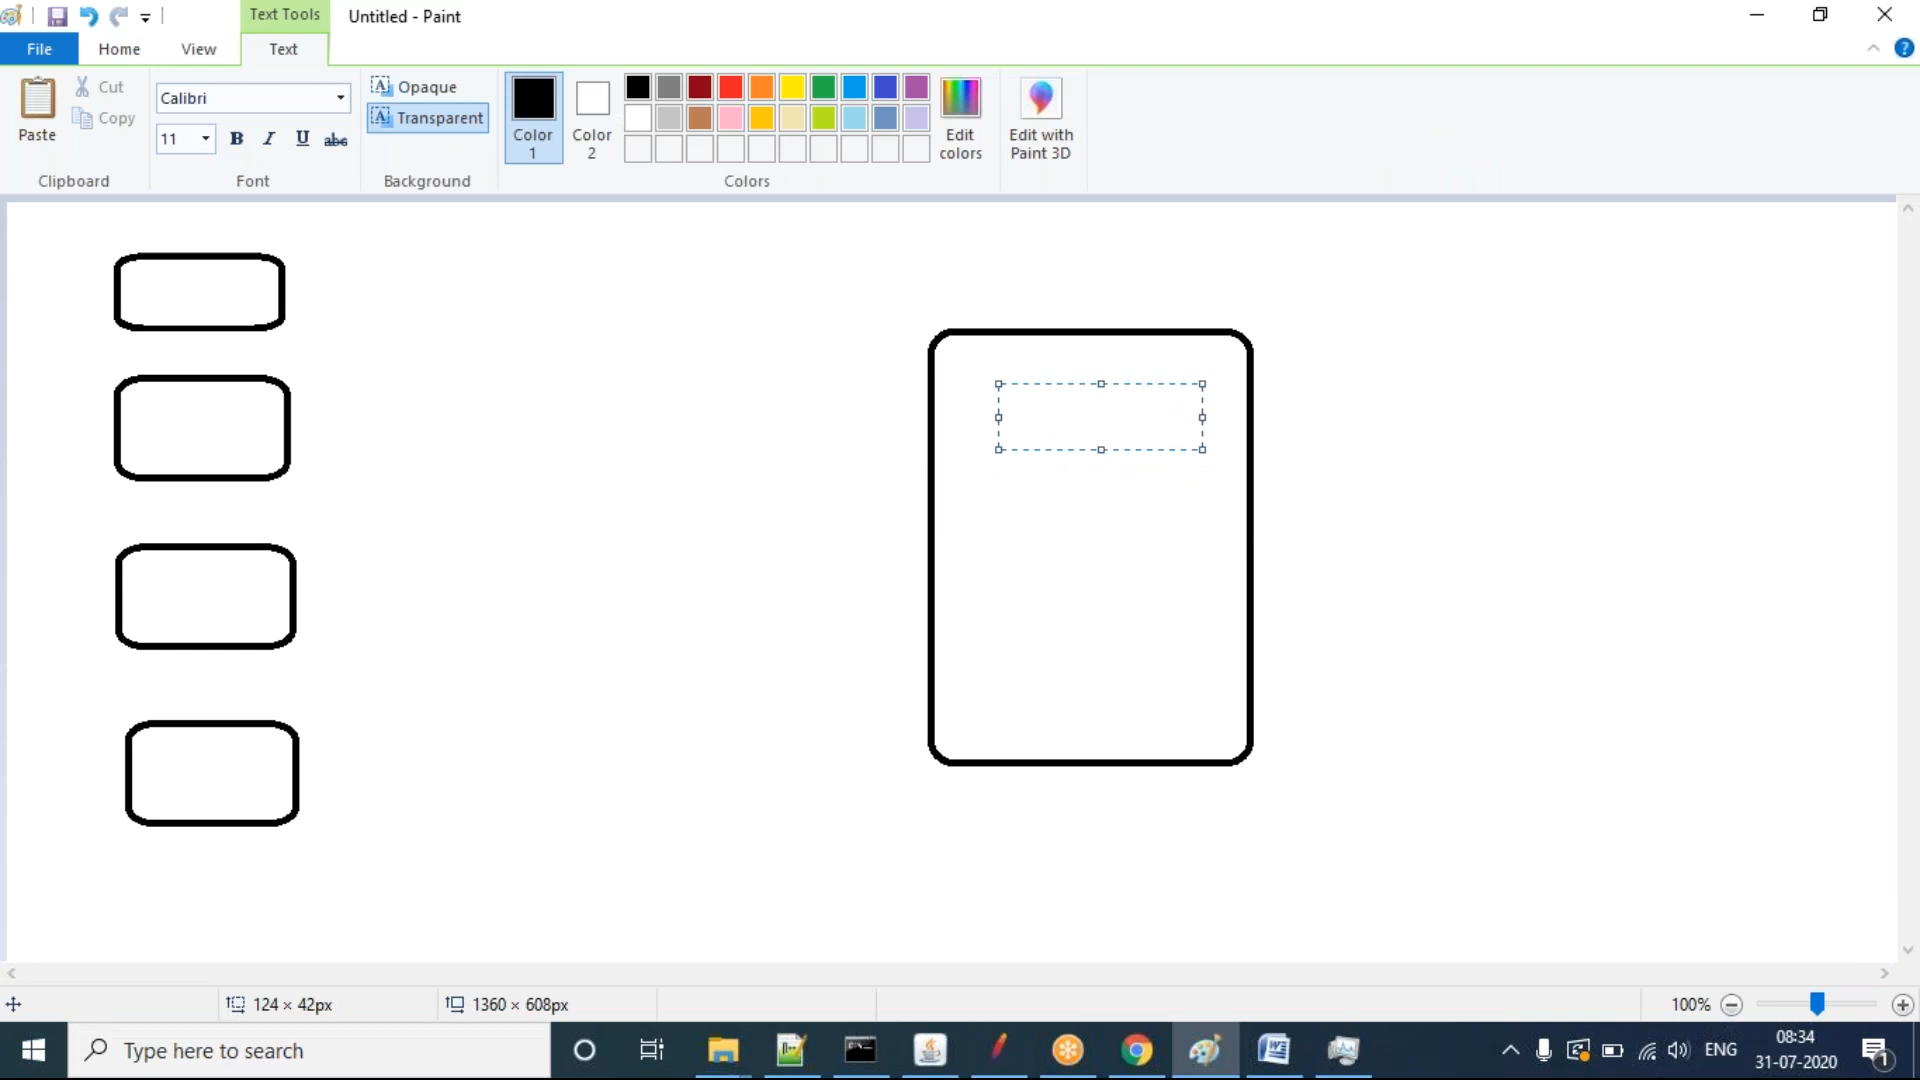 Text Tools
Untitled - Paint
File
Home
View
Text
Paste
Cut
Copy
Clipboard
Calibri
11
B
I
U
abc
Font
Opaque
Transparent
Background
Color
1
Color
2
Colors
Edit
colors
Edit with
Paint 3D
124 × 42px
1360 × 608px
100%
Type here to search
ENG
08:34
31-07-2020
1